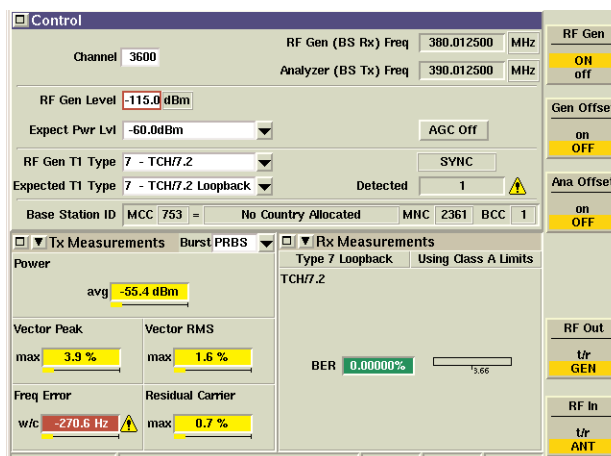 Control
Channel 3600
RF Gen (BS Rx) Freq 380.012500 MHz
Analyzer (BS Tx) Freq 390.012500 MHz
RF Gen Level -115.0 dBm
Expect Pwr Lvl -60.0dBm
AGC Off
RF Gen T1 Type 7 - TCH/7.2
SYNC
Expected T1 Type 7 - TCH/7.2 Loopback
Detected 1
Base Station ID MCC 753 = No Country Allocated MNC 2361 BCC 1
Tx Measurements Burst PRBS
Power
avg -55.4 dBm
Vector Peak
max 3.9 %
Vector RMS
max 1.6 %
Freq Error
w/c -270.6 Hz
Residual Carrier
max 0.7 %
Rx Measurements
Type 7 Loopback Using Class A Limits
TCH/7.2
BER 0.00000%
3.66
RF Gen
ON
off
Gen Offse
on
OFF
Ana Offse
on
OFF
RF Out
t/r
GEN
RF In
t/r
ANT